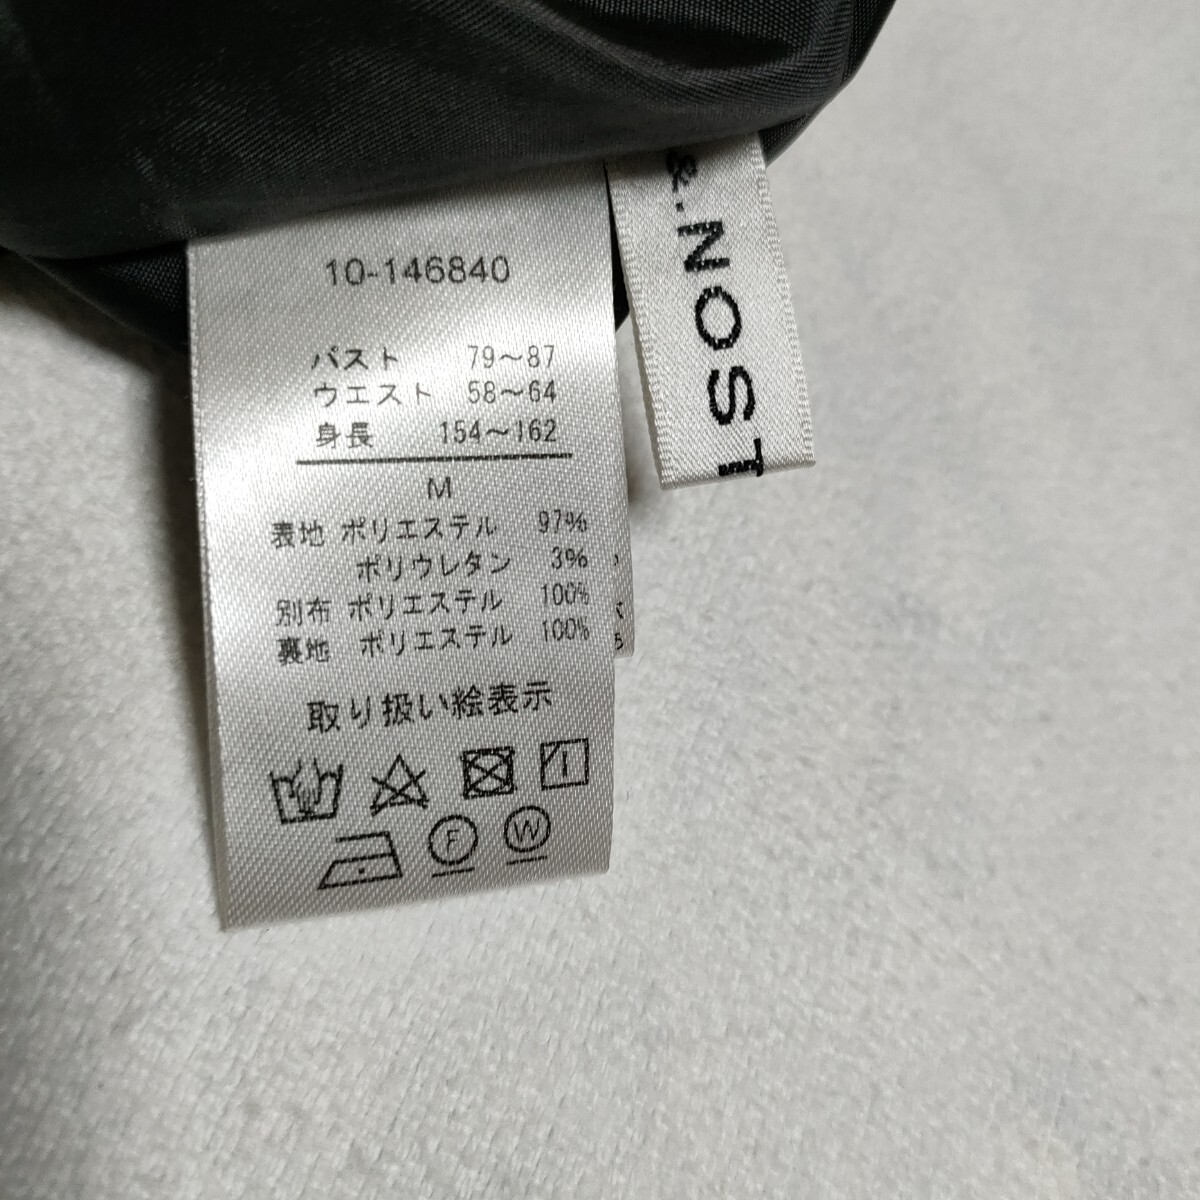 10-146840
バスト 79～87
ウエスト 58～64
身長 154～162
M
表地 ポリエステル 97%
ポリウレタン 3%
別布 ポリエステル 100%
裏地 ポリエステル 100%
取り扱い絵表示
F W
&.NOST